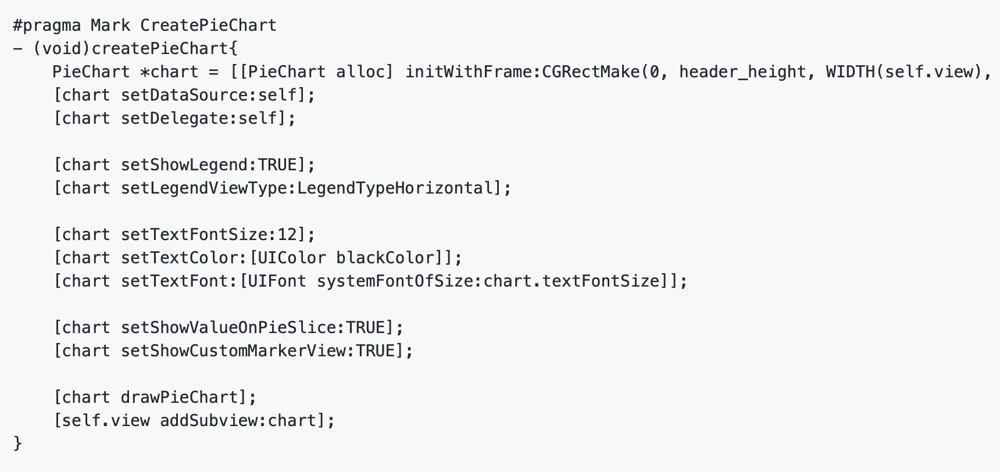 #pragma Mark CreatePieChart
- (void)createPieChart{
    PieChart *chart = [[PieChart alloc] initWithFrame:CGRectMake(0, header_height, WIDTH(self.view),
    [chart setDataSource:self];
    [chart setDelegate:self];

    [chart setShowLegend:TRUE];
    [chart setLegendViewType:LegendTypeHorizontal];

    [chart setTextFontSize:12];
    [chart setTextColor:[UIColor blackColor]];
    [chart setTextFont:[UIFont systemFontOfSize:chart.textFontSize]];

    [chart setShowValueOnPieSlice:TRUE];
    [chart setShowCustomMarkerView:TRUE];

    [chart drawPieChart];
    [self.view addSubview:chart];
}